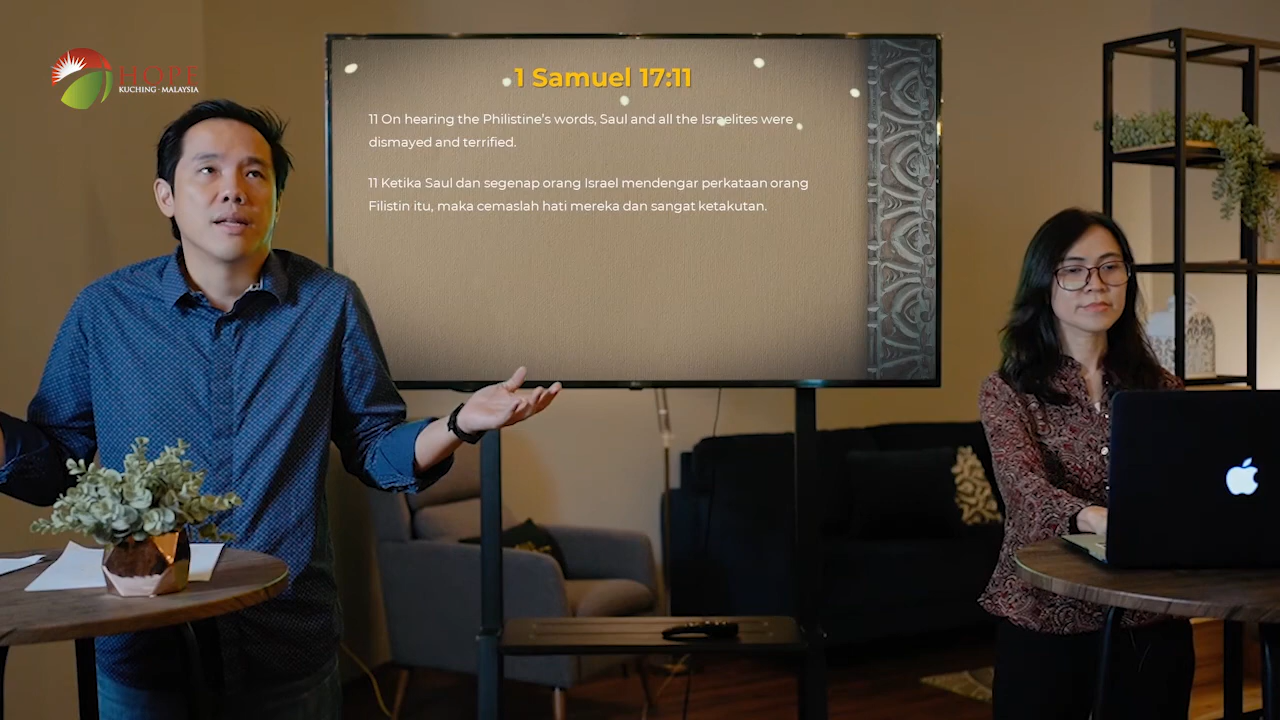 HOPE
KUCHING - MALAYSIA
1 Samuel 17:11
11 On hearing the Philistine's words, Saul and all the Israelites were
dismayed and terrified.
11 Ketika Saul dan segenap orang Israel mendengar perkataan orang
Filistin itu, maka cemaslah hati mereka dan sangat ketakutan.